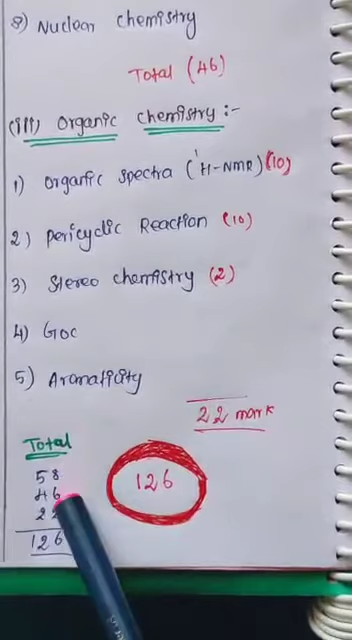 8) Nuclear chemistry
Total (46)
(iii) Organic chemistry :-
1) Organic Spectra (¹H-NMR) (10)
2) Pericyclic Reaction (10)
3) Stereo chemistry (2)
4) GOC
5) Aromaticity
22 mark
Total
58
46
22
126
126